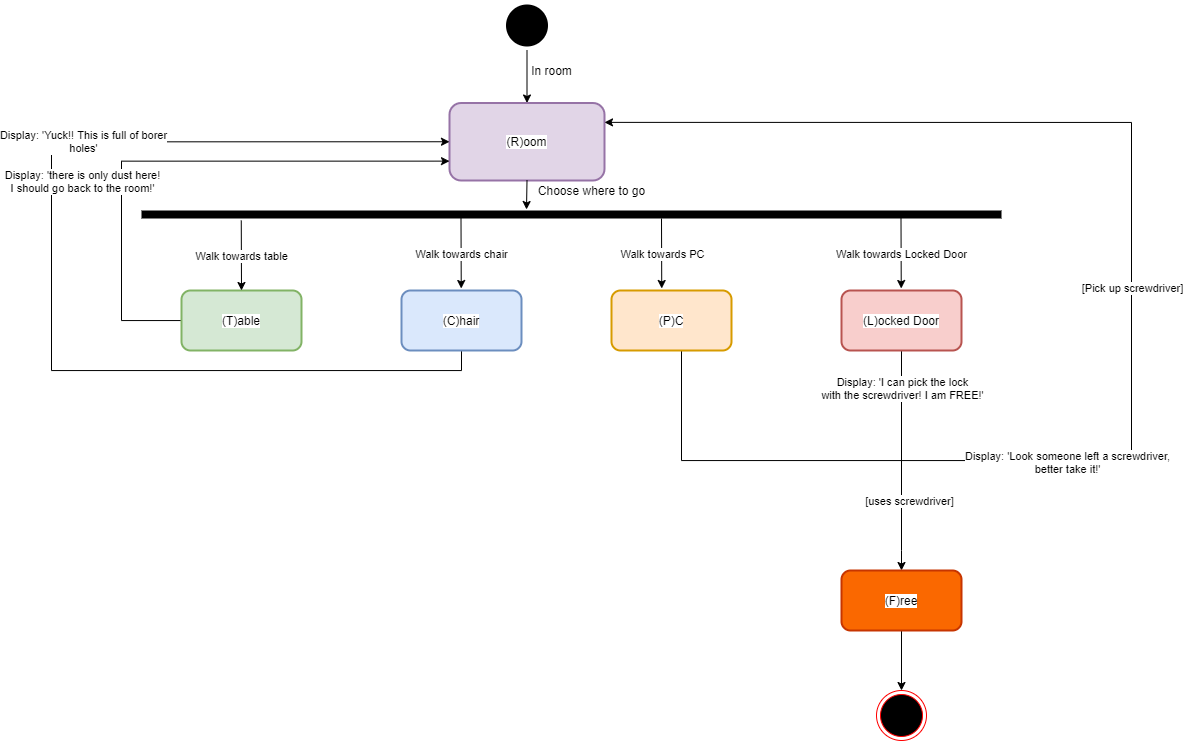 In room
Display: 'Yuck!! This is full of borer
holes'
(R)oom
Display: 'there is only dust here!
I should go back to the room!'
Choose where to go
Walk towards table
Walk towards chair
Walk towards PC
Walk towards Locked Door
[Pick up screwdriver]
(T)able
(C)hair
(P)C
(L)ocked Door
Display: 'I can pick the lock
with the screwdriver! I am FREE!'
Display: 'Look someone left a screwdriver,
better take it!'
[uses screwdriver]
(F)ree